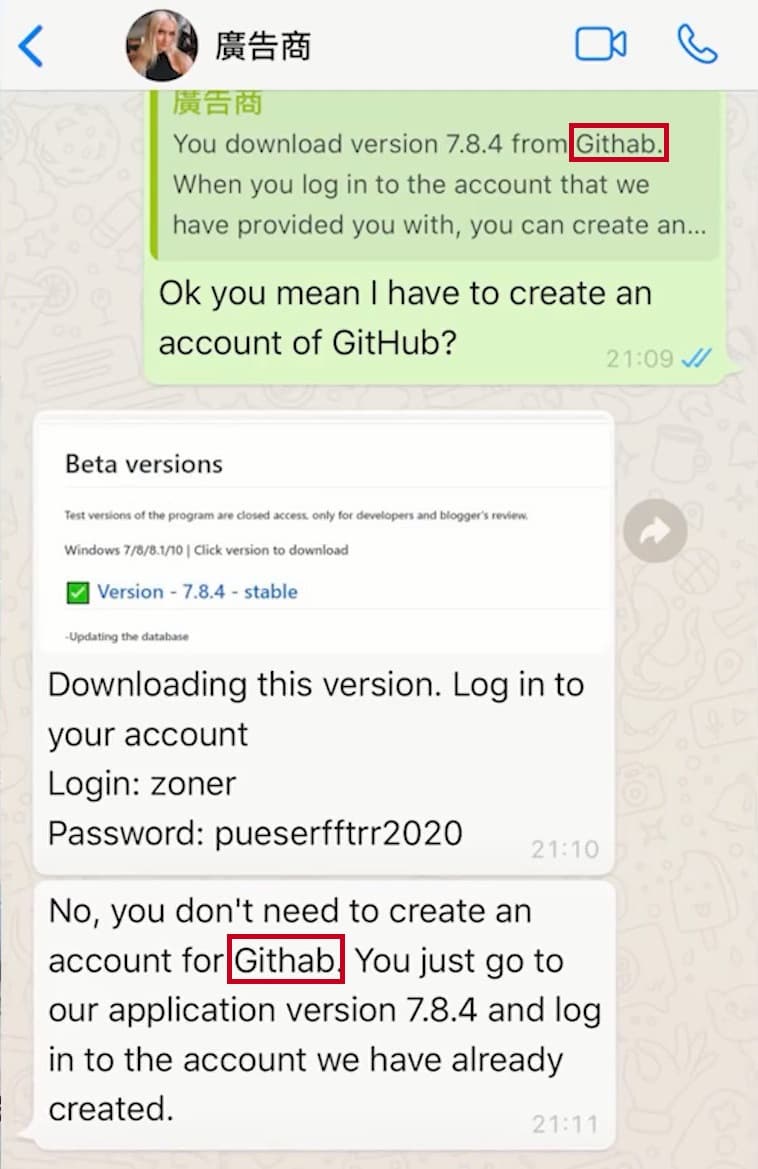 廣告商
廣告商
You download version 7.8.4 from Githab.
When you log in to the account that we
have provided you with, you can create an...
Ok you mean I have to create an
account of GitHub?
21:09
Beta versions
Test versions of the program are closed access, only for developers and blogger's review.
Windows 7/8/8.1/10 | Click version to download
Version - 7.8.4 - stable
-Updating the database
Downloading this version. Log in to
your account
Login: zoner
Password: pueserfftrr2020
21:10
No, you don't need to create an
account for Githab. You just go to
our application version 7.8.4 and log
in to the account we have already
created.
21:11